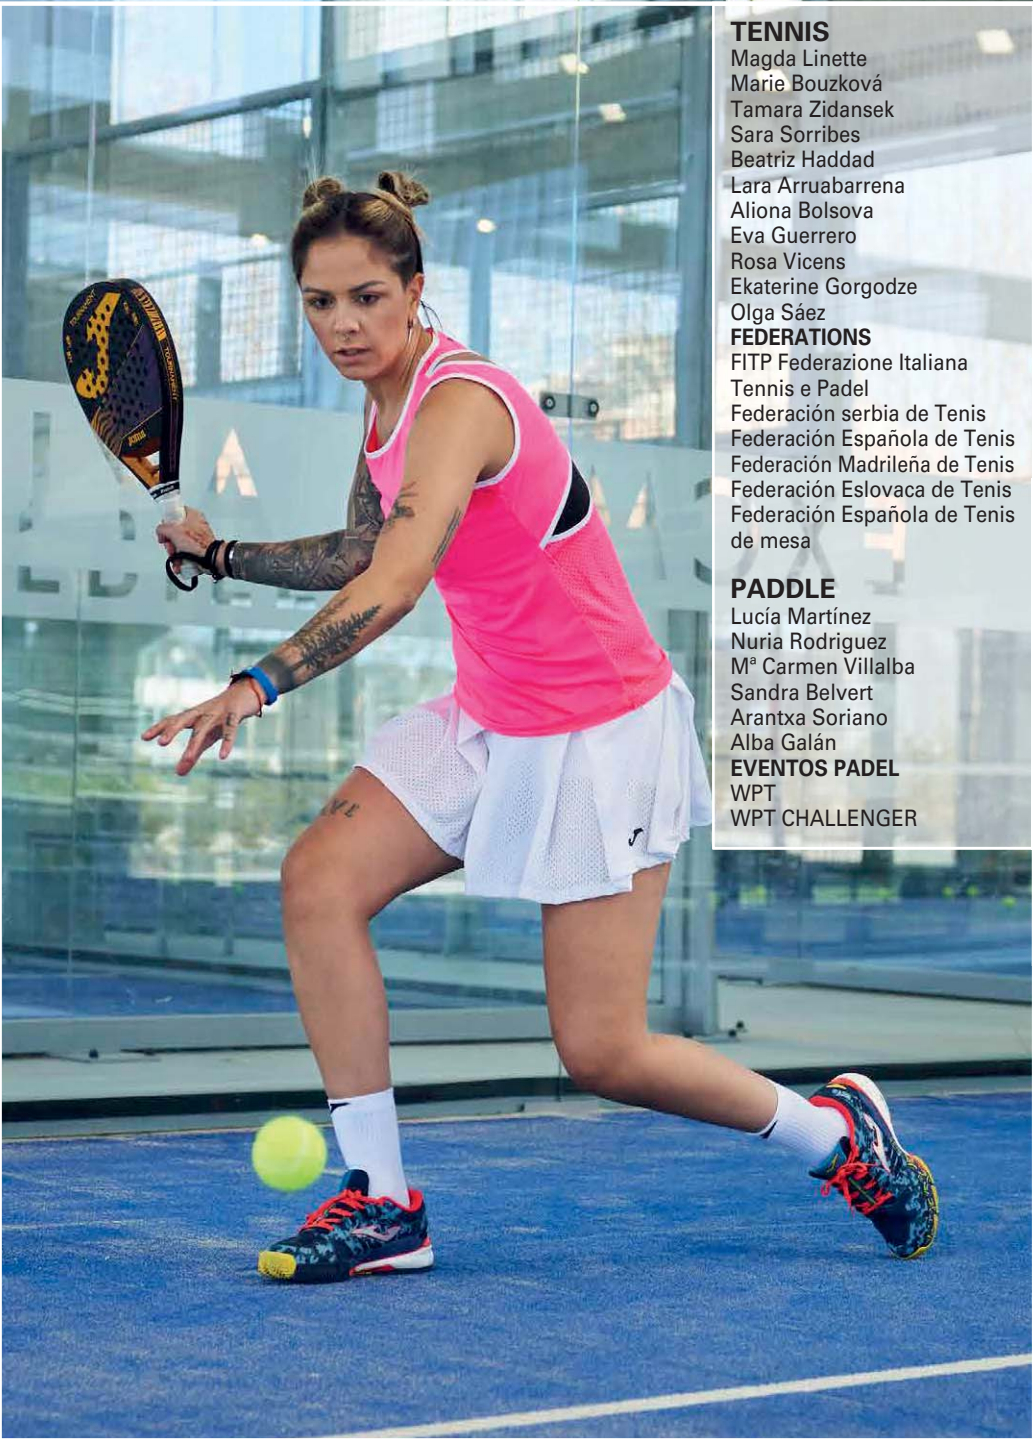 TENNIS
Magda Linette
Marie Bouzková
Tamara Zidansek
Sara Sorribes
Beatriz Haddad
Lara Arruabarrena
Aliona Bolsova
Eva Guerrero
Rosa Vicens
Ekaterine Gorgodze
Olga Sáez
FEDERATIONS
FITP Federazione Italiana
Tennis e Padel
Federación serbia de Tenis
Federación Española de Tenis
Federación Madrileña de Tenis
Federación Eslovaca de Tenis
Federación Española de Tenis
de mesa
PADDLE
Lucía Martínez
Nuria Rodriguez
Mª Carmen Villalba
Sandra Belvert
Arantxa Soriano
Alba Galán
EVENTOS PADEL
WPT
WPT CHALLENGER
TOURNAMENT
TOURNAMENT
Joma